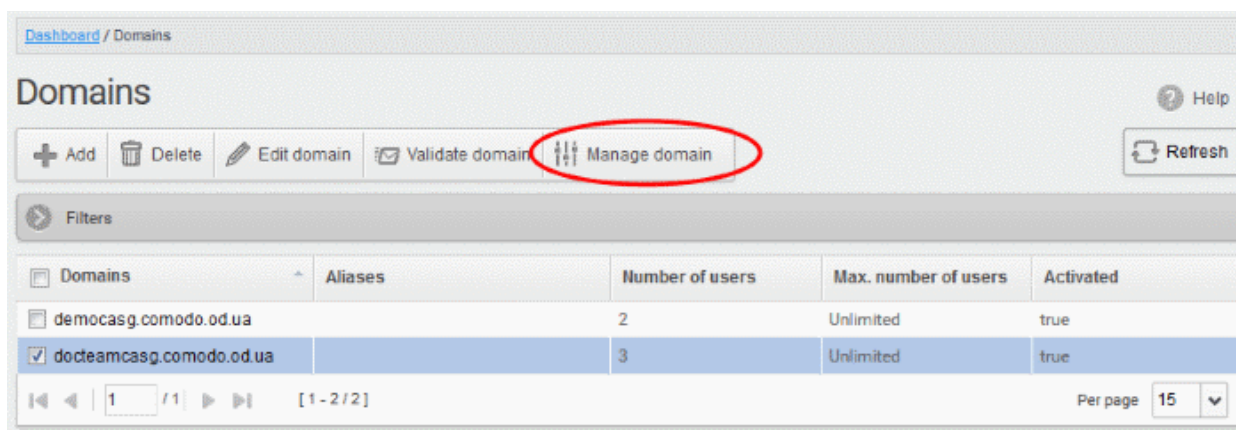 Dashboard / Domains
Domains
Help
Add Delete Edit domain Validate domain Manage domain Refresh
Filters
Domains Aliases Number of users Max. number of users Activated
democasg.comodo.od.ua 2 Unlimited true
docteamcasg.comodo.od.ua 3 Unlimited true
1 / 1 [1 - 2 / 2] Per page 15